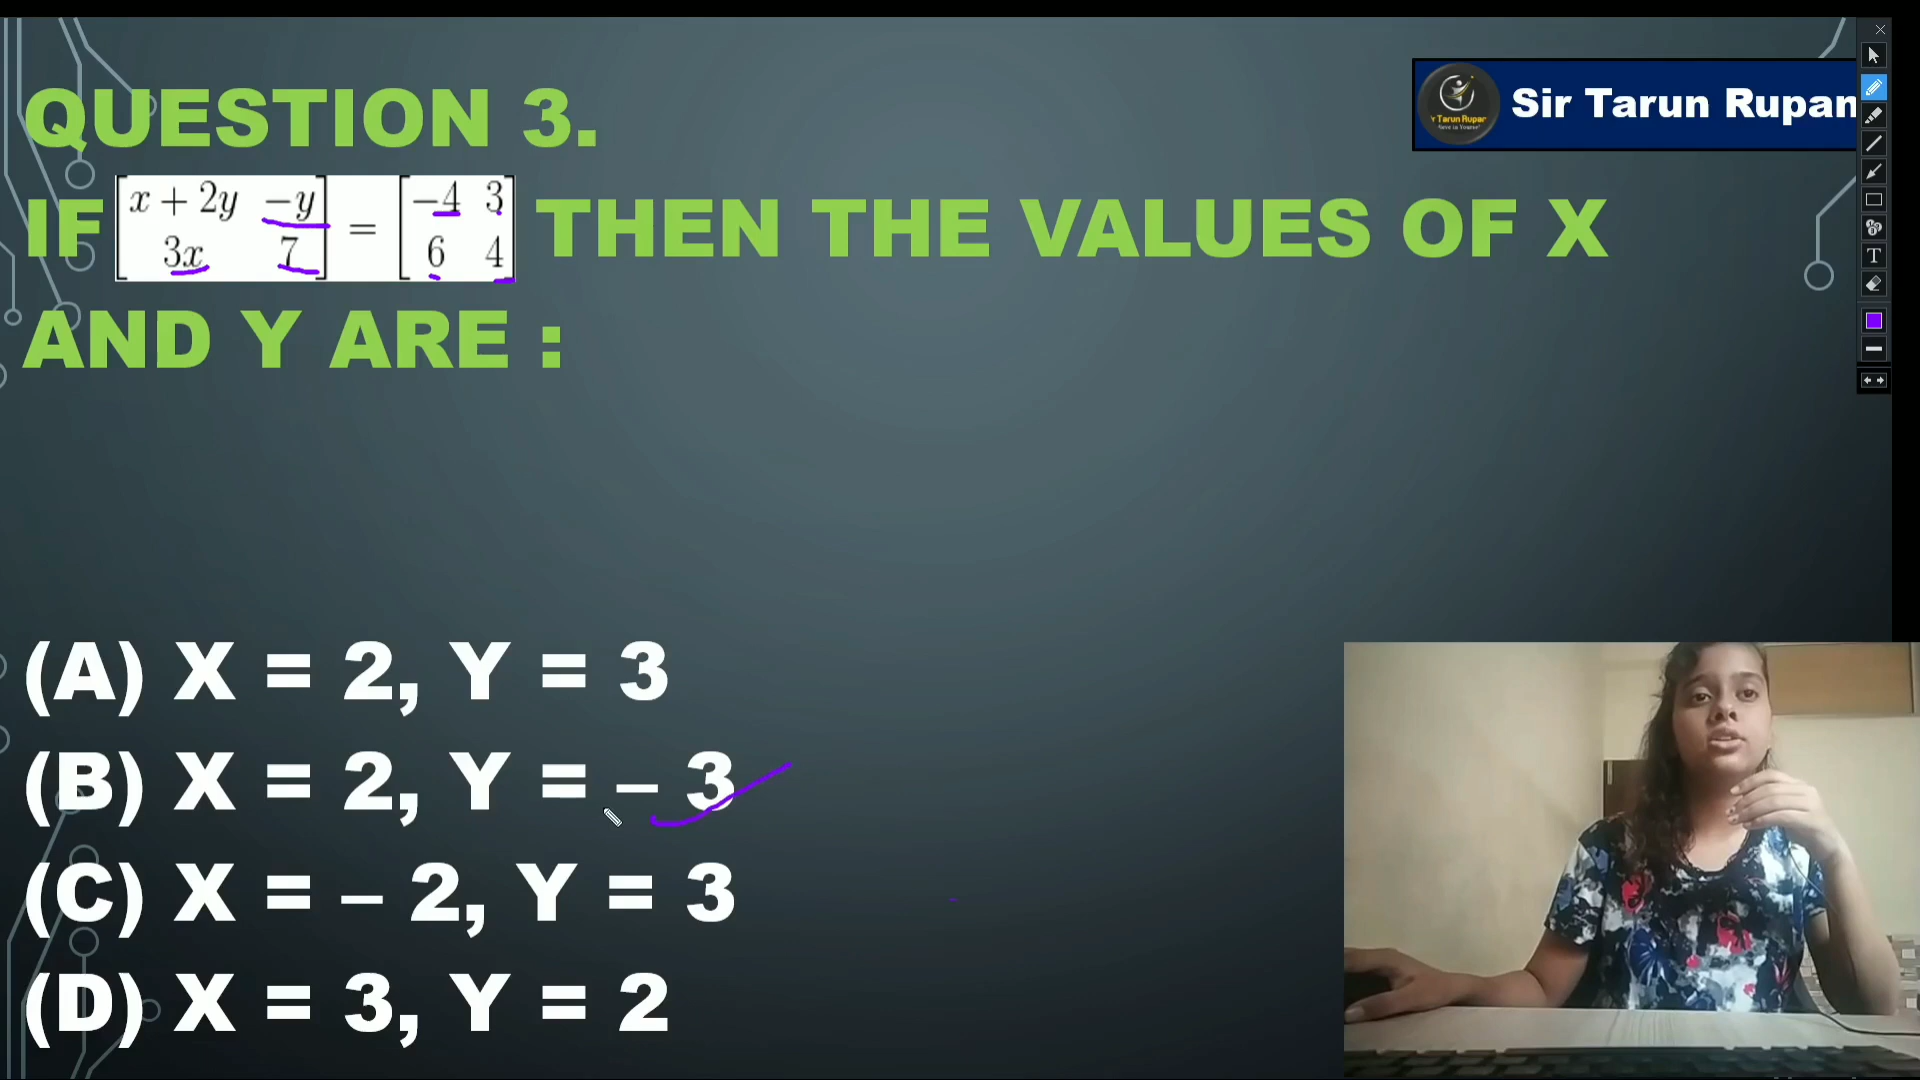 QUESTION 3.
Sir Tarun Rupan
IF [x + 2y −y 3x 7] = [−4 3 6 4] THEN THE VALUES OF X
AND Y ARE :
(A) X = 2, Y = 3
(B) X = 2, Y = – 3
(C) X = – 2, Y = 3
(D) X = 3, Y = 2